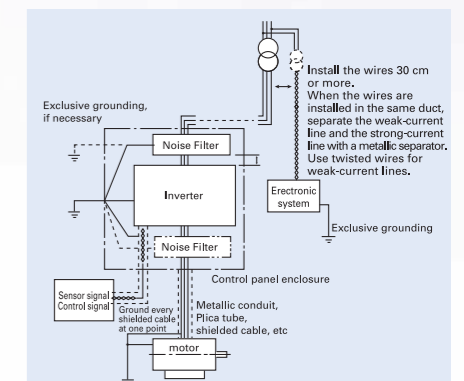 Install the wires 30 cm
or more.
When the wires are
installed in the same duct,
separate the weak-current
line and the strong-current
line with a metallic separator.
Use twisted wires for
weak-current lines.
Exclusive grounding,
if necessary
Noise Filter
Inverter
Erectronic
system
Exclusive grounding
Noise Filter
Control panel enclosure
Sensor signal
Control signal
Ground every
shielded cable
at one point
Metallic conduit,
Plica tube,
shielded cable, etc
motor